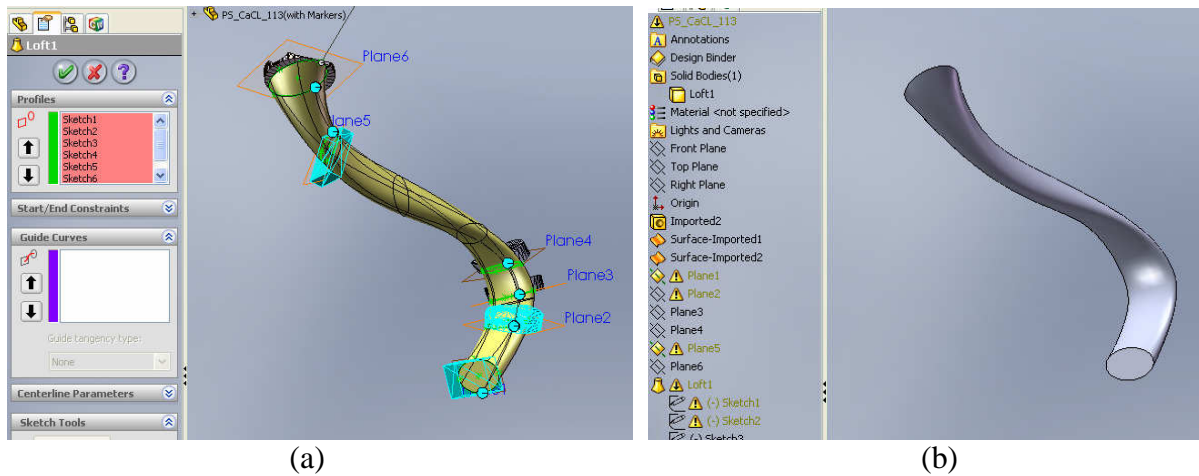 Loft1
Profiles
Sketch1
Sketch2
Sketch3
Sketch4
Sketch5
Sketch6
Start/End Constraints
Guide Curves
Guide tangency type:
None
Centerline Parameters
Sketch Tools
PS_CaCL_113(with Markers)
Plane6
lane5
Plane4
Plane3
Plane2
(a)
PS_CaCL_113
Annotations
Design Binder
Solid Bodies(1)
Loft1
Material <not specified>
Lights and Cameras
Front Plane
Top Plane
Right Plane
Origin
Imported2
Surface-Imported1
Surface-Imported2
Plane1
Plane2
Plane3
Plane4
Plane5
Plane6
Loft1
(-) Sketch1
(-) Sketch2
(-) Sketch3
(b)